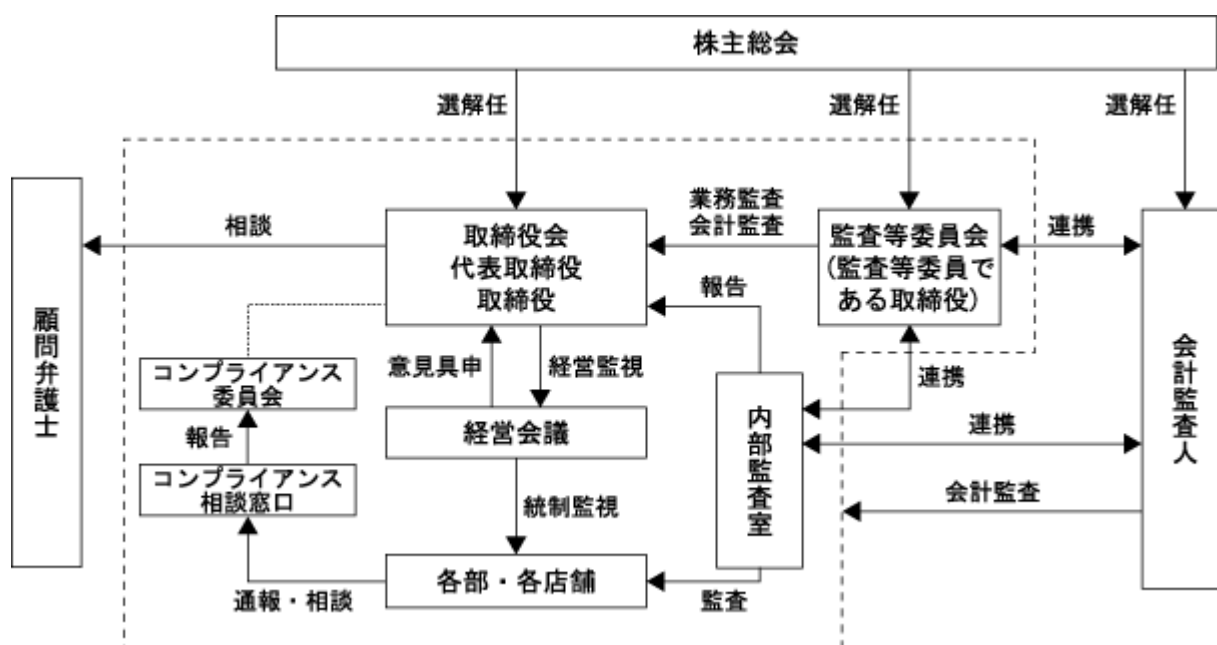 株主総会
選解任
選解任
選解任
顧問弁護士
相談
取締役会
代表取締役
取締役
業務監査
会計監査
監査等委員会
(監査等委員で
ある取締役)
連携
会計監査人
報告
意見具申
経営監視
連携
コンプライアンス
委員会
経営会議
内部監査室
連携
報告
コンプライアンス
相談窓口
統制監視
会計監査
各部・各店舗
通報・相談
監査